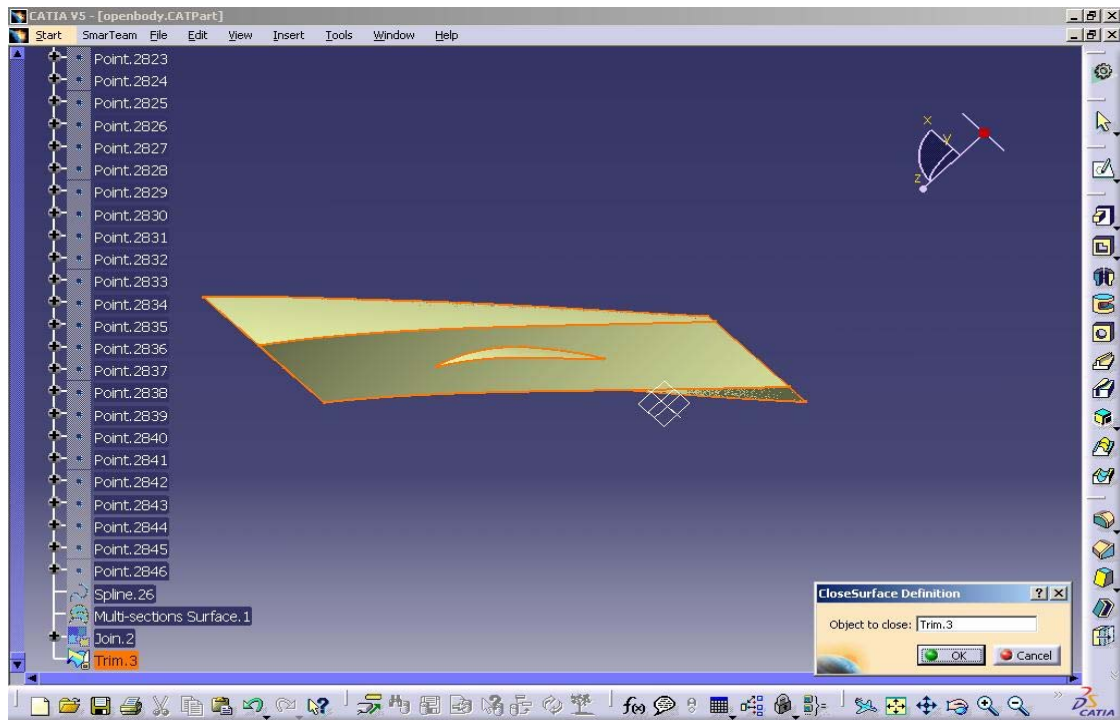 CATIA V5 - [openbody.CATPart]
Start SmarTeam File Edit View Insert Tools Window Help
Point.2823
Point.2824
Point.2825
Point.2826
Point.2827
Point.2828
Point.2829
Point.2830
Point.2831
Point.2832
Point.2833
Point.2834
Point.2835
Point.2836
Point.2837
Point.2838
Point.2839
Point.2840
Point.2841
Point.2842
Point.2843
Point.2844
Point.2845
Point.2846
Spline.26
Multi-sections Surface.1
Join.2
Trim.3
x
y
z
CloseSurface Definition
Object to close: Trim.3
OK Cancel
f(x)
CATIA